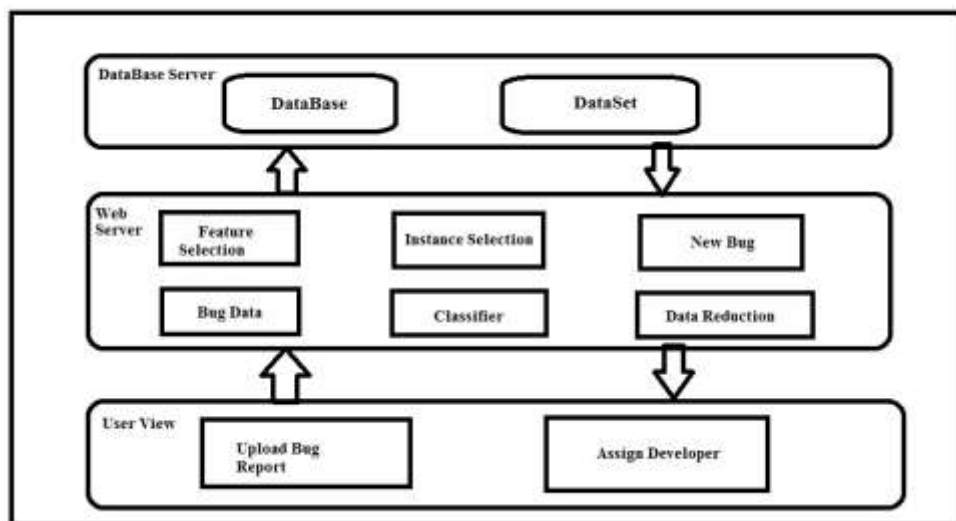 DataBase Server
DataBase
DataSet
Web
Server
Feature
Selection
Instance Selection
New Bug
Bug Data
Classifier
Data Reduction
User View
Upload Bug
Report
Assign Developer